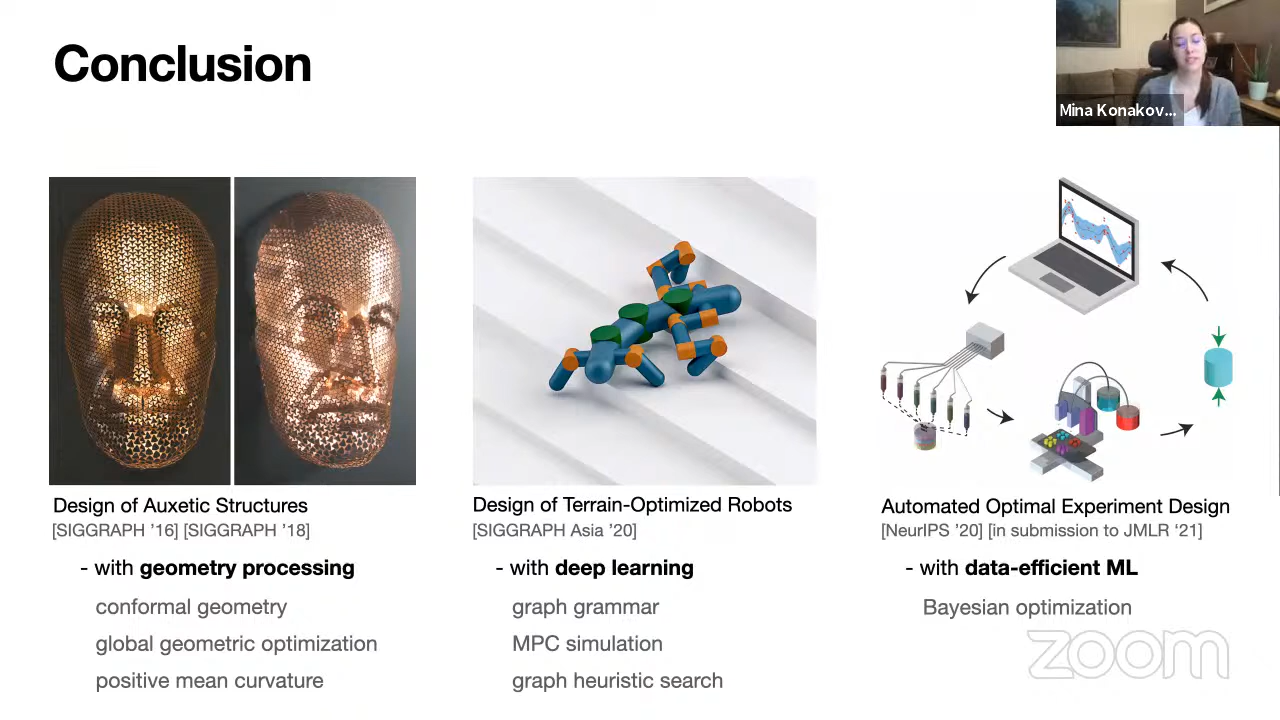 Conclusion
Mina Konakov...
Design of Auxetic Structures
[SIGGRAPH '16] [SIGGRAPH '18]
- with geometry processing
conformal geometry
global geometric optimization
positive mean curvature
Design of Terrain-Optimized Robots
[SIGGRAPH Asia '20]
- with deep learning
graph grammar
MPC simulation
graph heuristic search
Automated Optimal Experiment Design
[NeurIPS '20] [in submission to JMLR '21]
- with data-efficient ML
Bayesian optimization
zoom